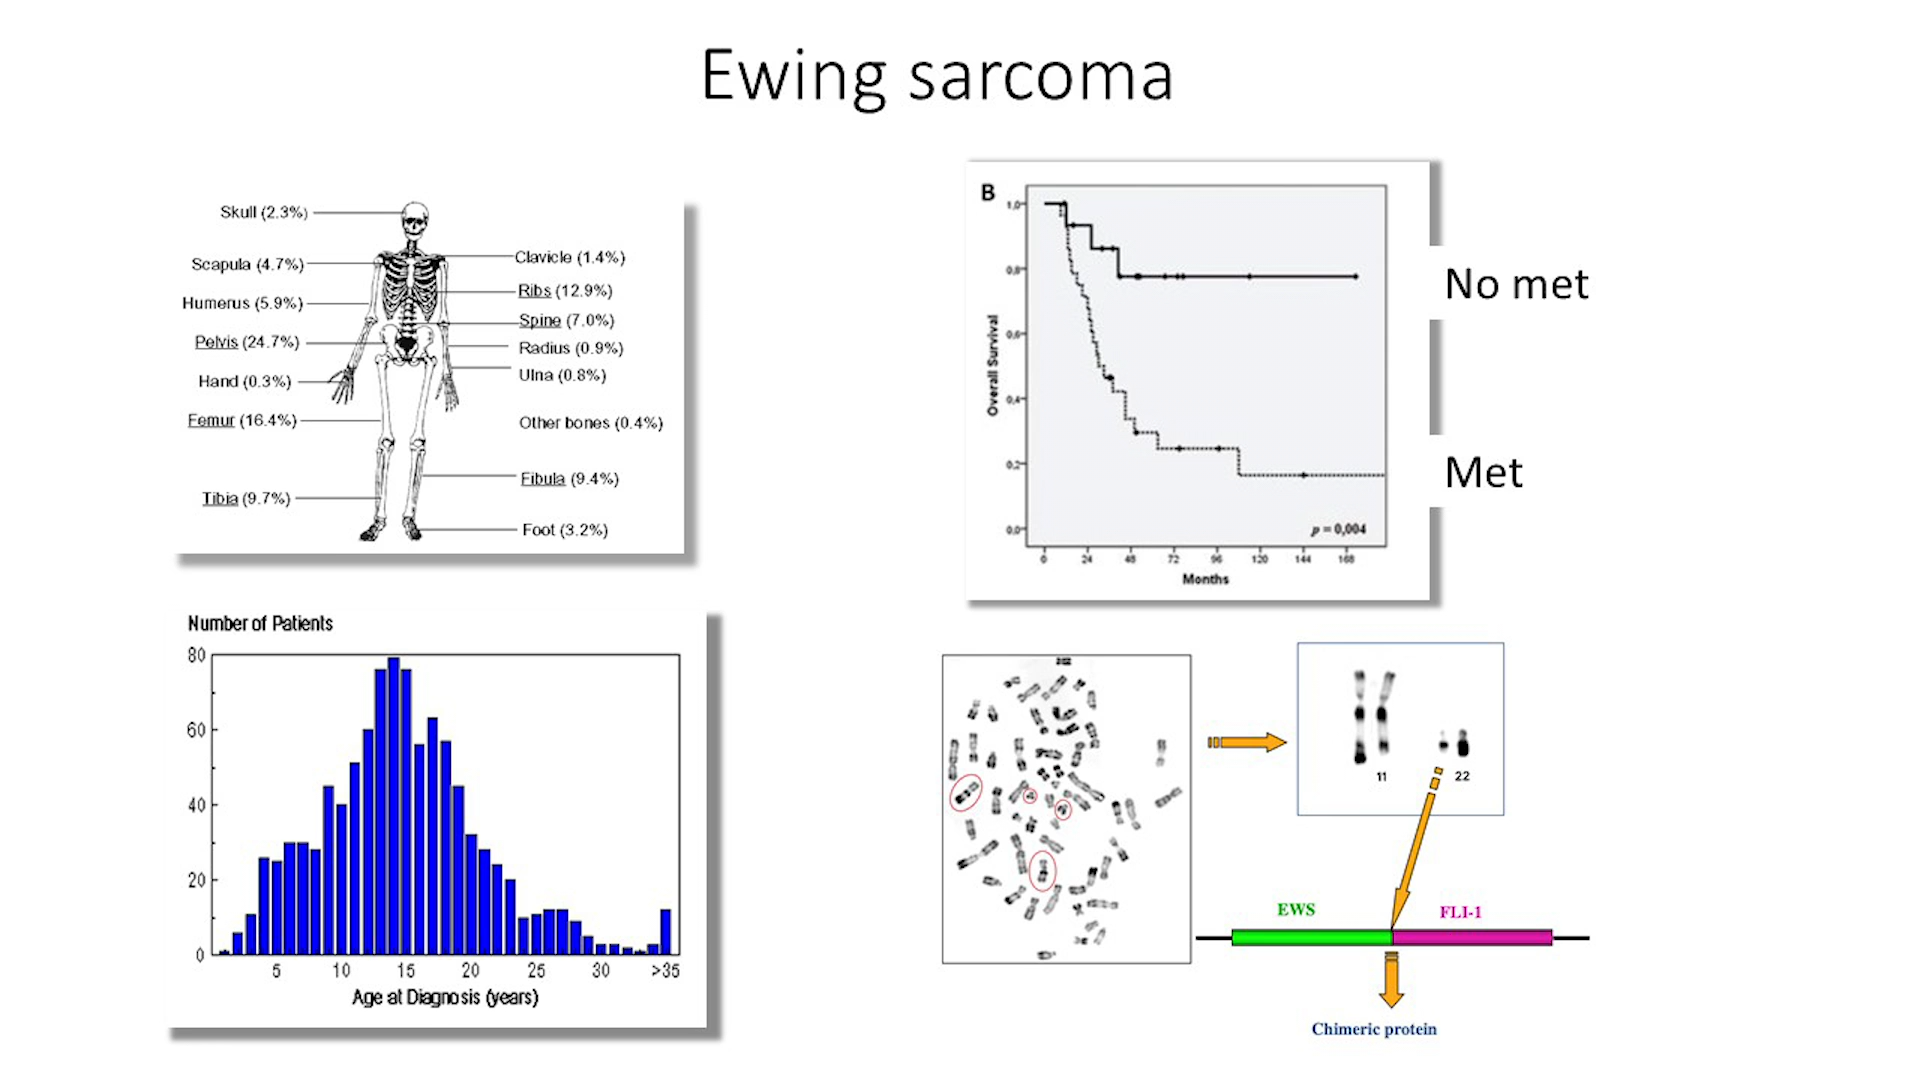 Ewing sarcoma
Skull (2.3%)
Scapula (4.7%)
Humerus (5.9%)
Pelvis (24.7%)
Hand (0.3%)
Femur (16.4%)
Tibia (9.7%)
Clavicle (1.4%)
Ribs (12.9%)
Spine (7.0%)
Radius (0.9%)
Ulna (0.8%)
Other bones (0.4%)
Fibula (9.4%)
Foot (3.2%)
B
Overall Survival
1,0
0,8
0,6
0,4
0,2
0,0
p = 0,004
0 24 48 72 96 120 144 168
Months
No met
Met
Number of Patients
80
60
40
20
0
5 10 15 20 25 30 >35
Age at Diagnosis (years)
11 22
EWS FLI-1
Chimeric protein